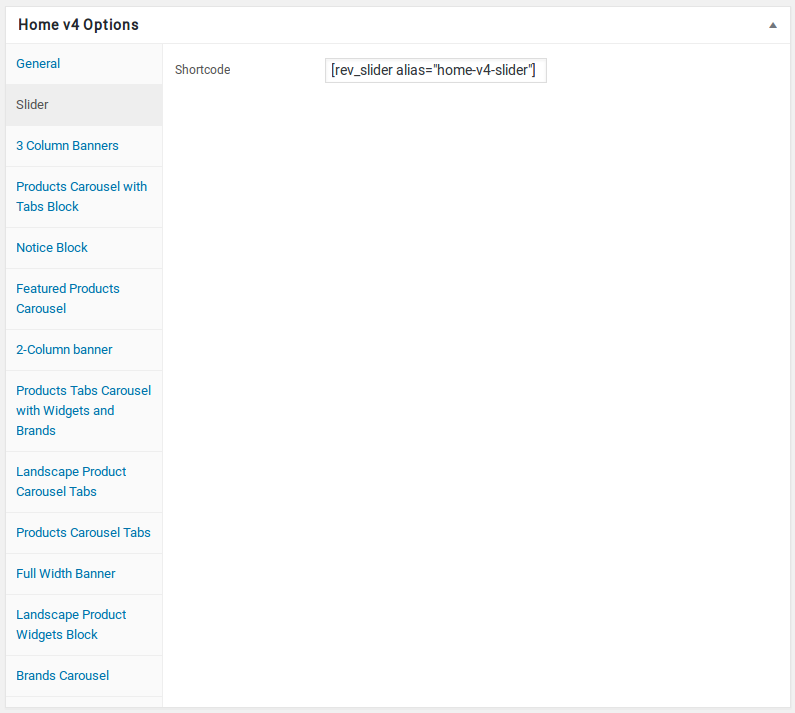 Home v4 Options
General
Shortcode
[rev_slider alias="home-v4-slider"]
Slider
3 Column Banners
Products Carousel with
Tabs Block
Notice Block
Featured Products
Carousel
2-Column banner
Products Tabs Carousel
with Widgets and
Brands
Landscape Product
Carousel Tabs
Products Carousel Tabs
Full Width Banner
Landscape Product
Widgets Block
Brands Carousel